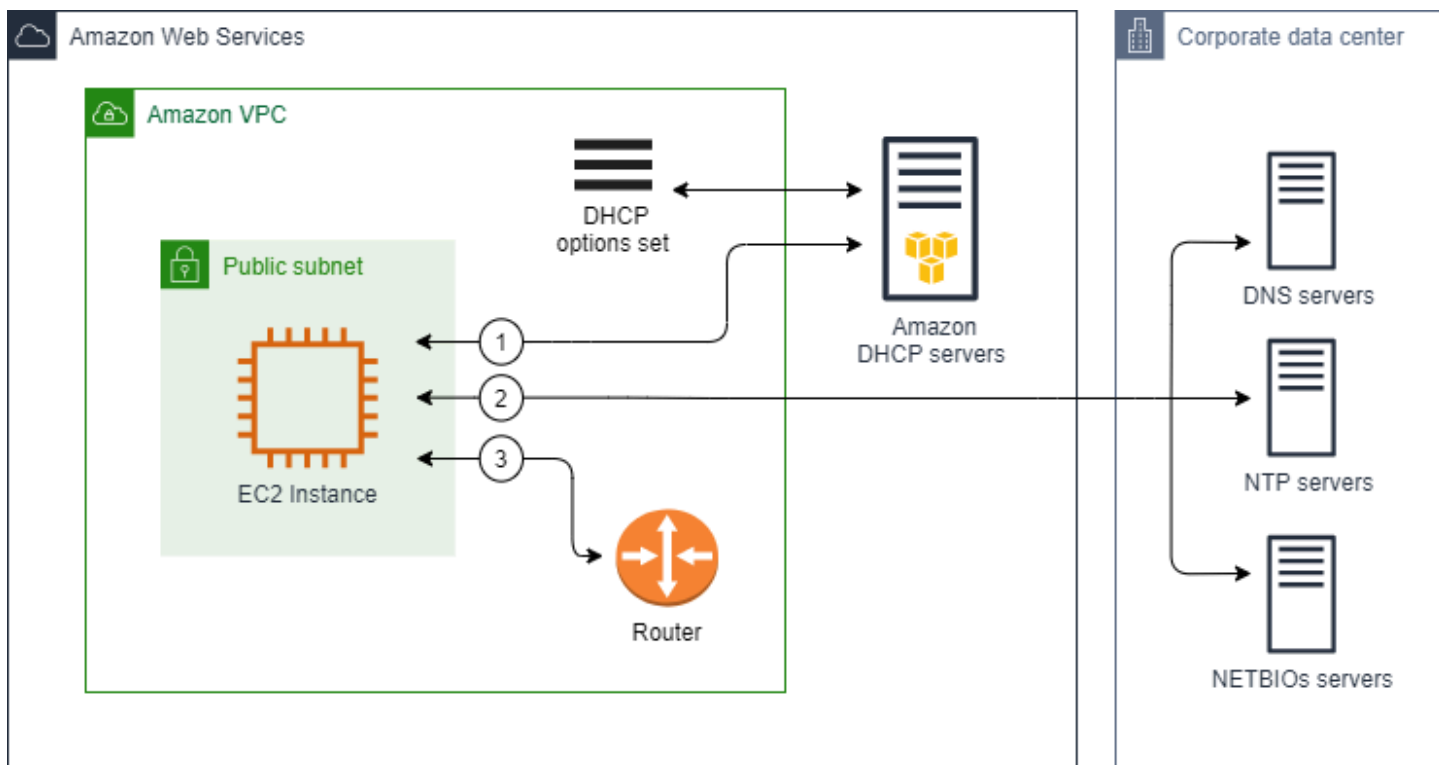 Amazon Web Services
Corporate data center
Amazon VPC
DHCP
options set
Public subnet
1
2
3
EC2 Instance
Router
Amazon
DHCP servers
DNS servers
NTP servers
NETBIOs servers